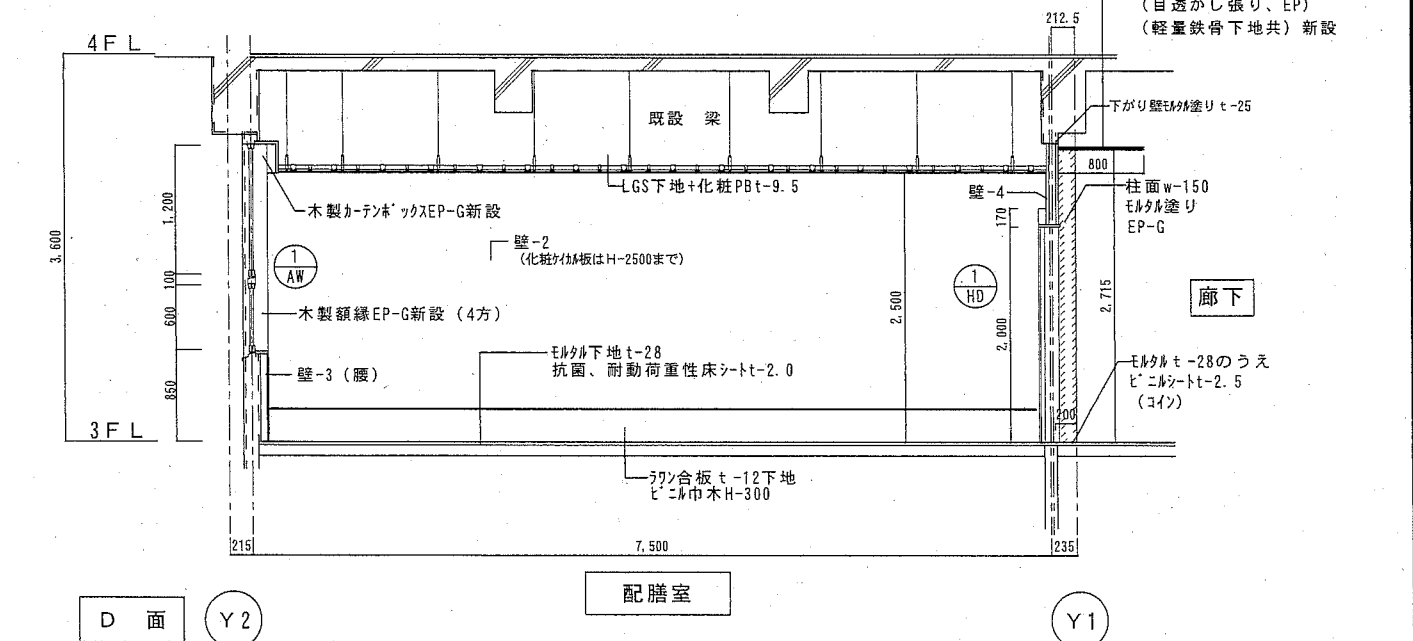 (目透かし張り、EP)
(軽量鉄骨下地共) 新設
212.5
4FL
下がり壁ﾓﾙﾀﾙ塗り t-25
既設 梁
800
LGS下地+化粧PBt-9.5
柱面w-150
ﾓﾙﾀﾙ塗り
EP-G
壁-4
170
木製ｶｰﾃﾝﾎﾞｯｸｽEP-G新設
1,200
3,600
壁-2
(化粧ｹｲｶﾙ板はH-2500まで)
1
AW
1
HD
100
600
2,500
2,000
2,715
廊下
木製額縁EP-G新設 (4方)
ﾓﾙﾀﾙ下地t-28
抗菌、耐動荷重性床ｼｰﾄt-2.0
ﾓﾙﾀﾙｔ-28のうえ
ﾋﾞﾆﾙｼｰﾄt-2.5
(ｺｲﾝ)
壁-3 (腰)
860
200
3FL
ﾗﾜﾝ合板ｔ-12下地
ﾋﾞﾆﾙ巾木H-300
215
7,500
235
配膳室
D 面
Y2
Y1